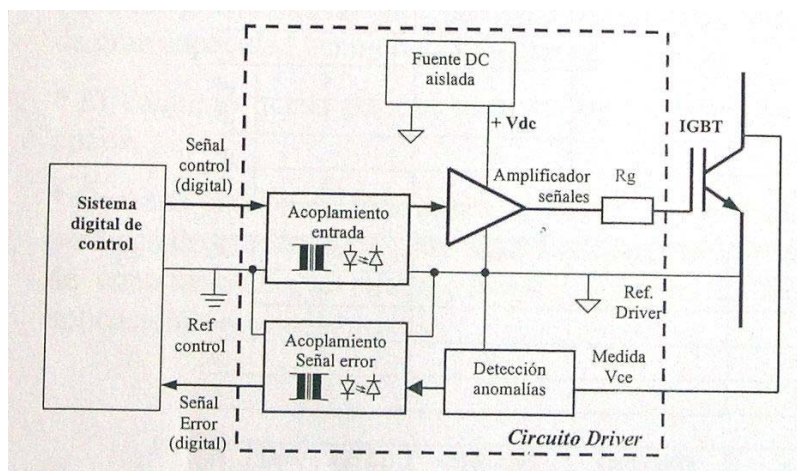 Fuente DC
aislada
+ Vdc
IGBT
Señal
control
(digital)
Amplificador
señales
Rg
Sistema
digital de
control
Acoplamiento
entrada
Ref
control
Ref.
Driver
Acoplamiento
Señal error
Detección
anomalías
Medida
Vce
Señal
Error
(digital)
Circuito Driver